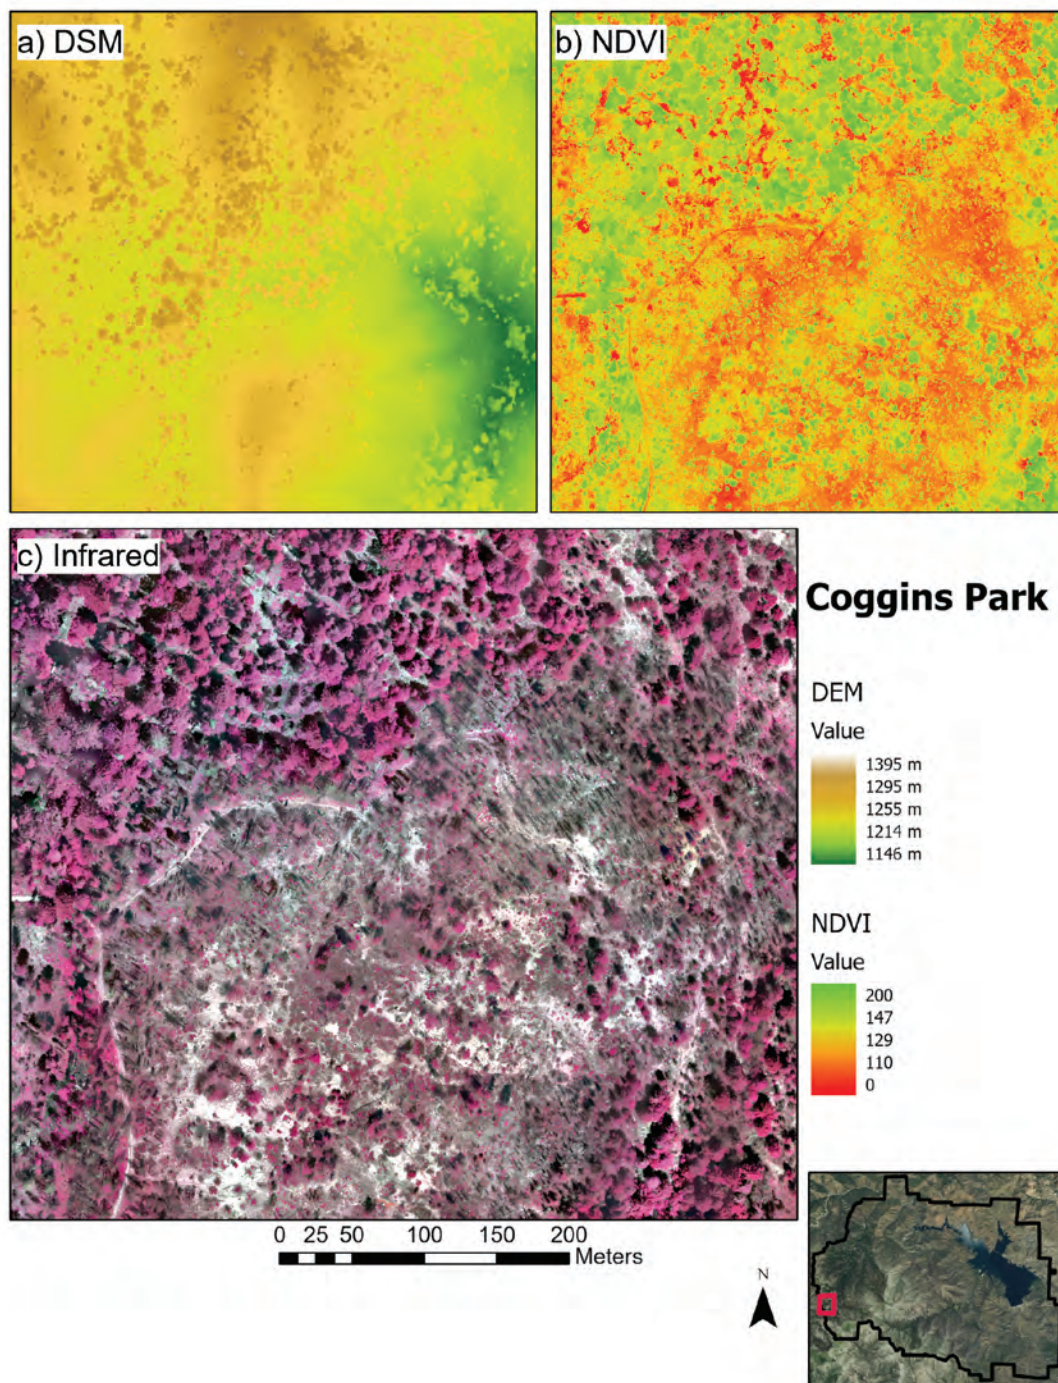 a) DSM
b) NDVI
c) Infrared
Coggins Park
DEM
Value
1395 m
1295 m
1255 m
1214 m
1146 m
NDVI
Value
200
147
129
110
0
0 25 50 100 150 200
Meters
N